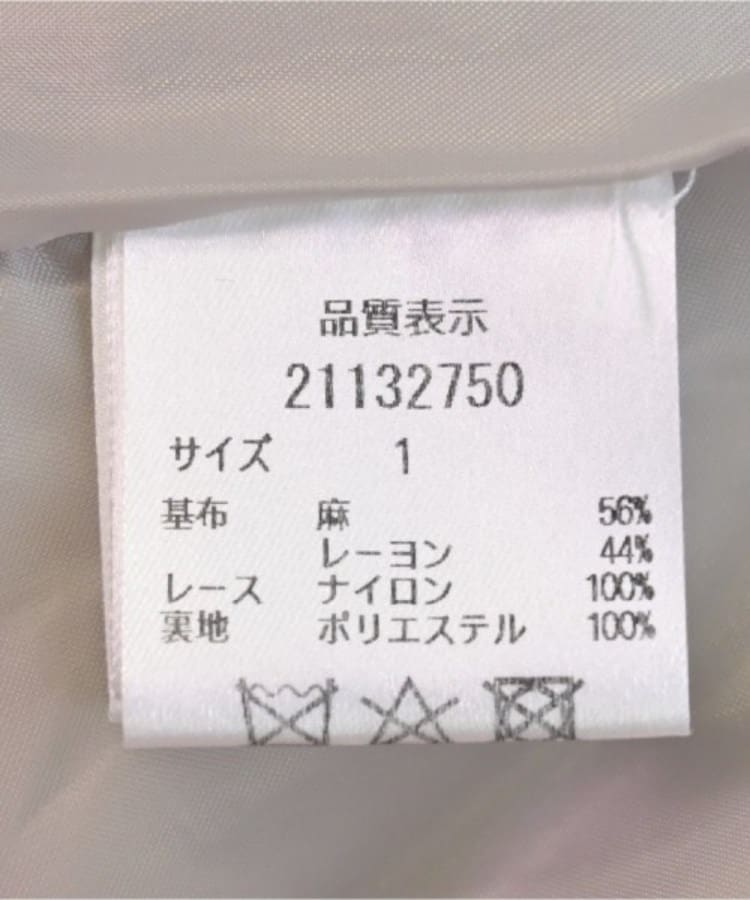 品質表示
21132750
サイズ 1
基布 麻 56%
レーヨン 44%
レース ナイロン 100%
裏地 ポリエステル 100%